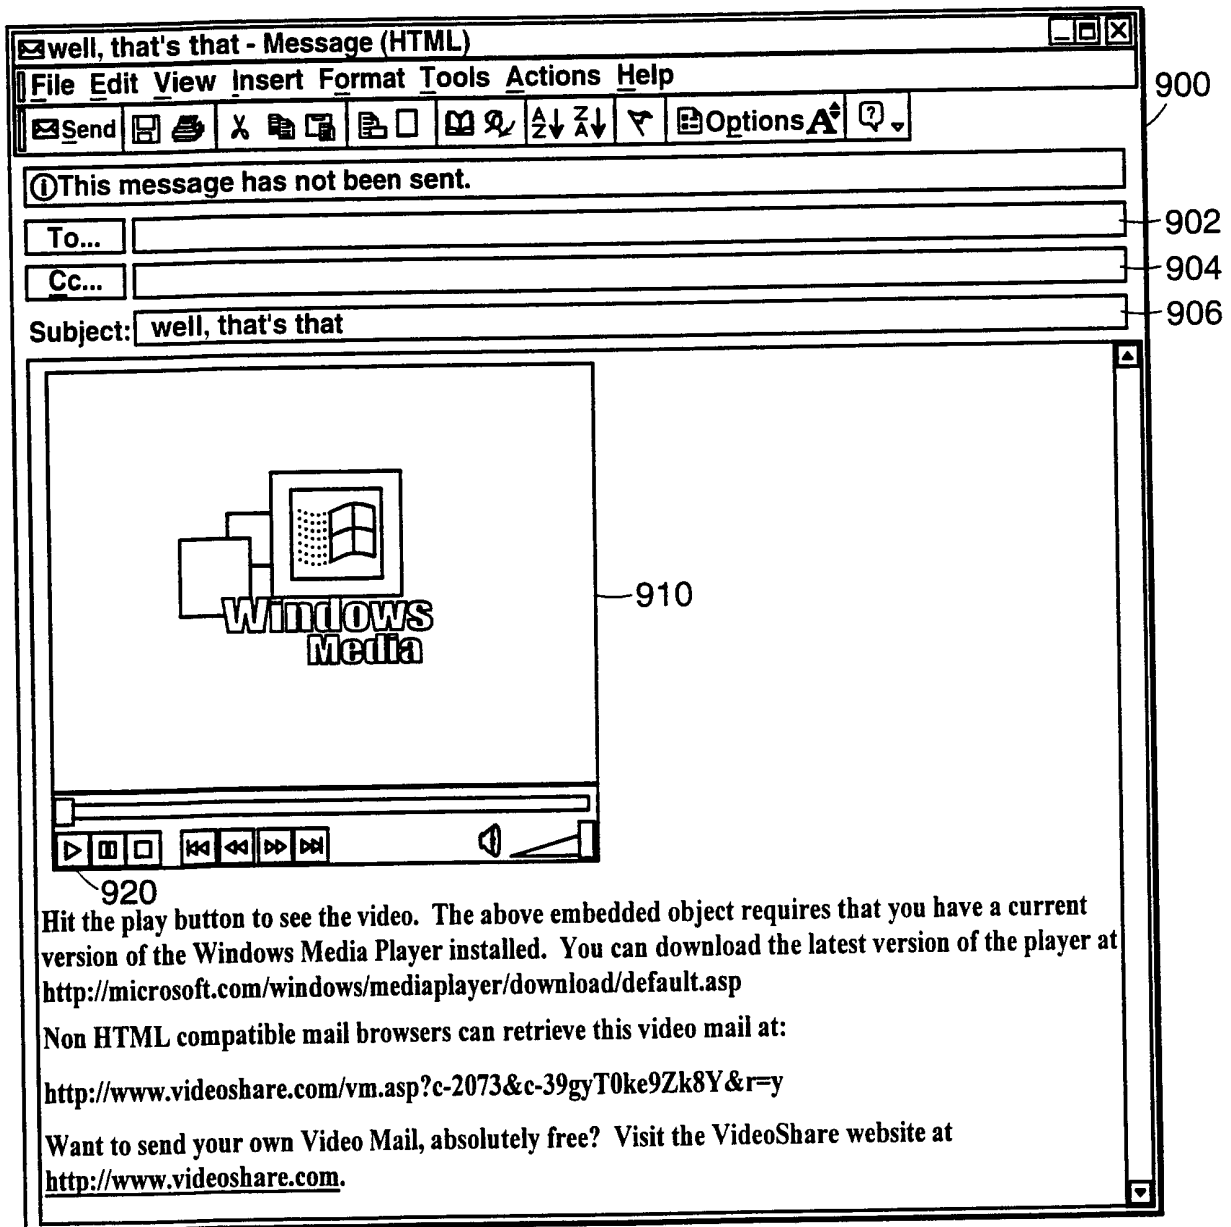 well, that's that - Message (HTML)
File Edit View Insert Format Tools Actions Help
900
Send A Z Z A Options A ?
This message has not been sent.
To... 902
Cc... 904
Subject: well, that's that 906
Windows
Media
910
920
Hit the play button to see the video. The above embedded object requires that you have a current
version of the Windows Media Player installed. You can download the latest version of the player at
http://microsoft.com/windows/mediaplayer/download/default.asp
Non HTML compatible mail browsers can retrieve this video mail at:
http://www.videoshare.com/vm.asp?c-2073&c-39gyT0ke9Zk8Y&r=y
Want to send your own Video Mail, absolutely free? Visit the VideoShare website at
http://www.videoshare.com.